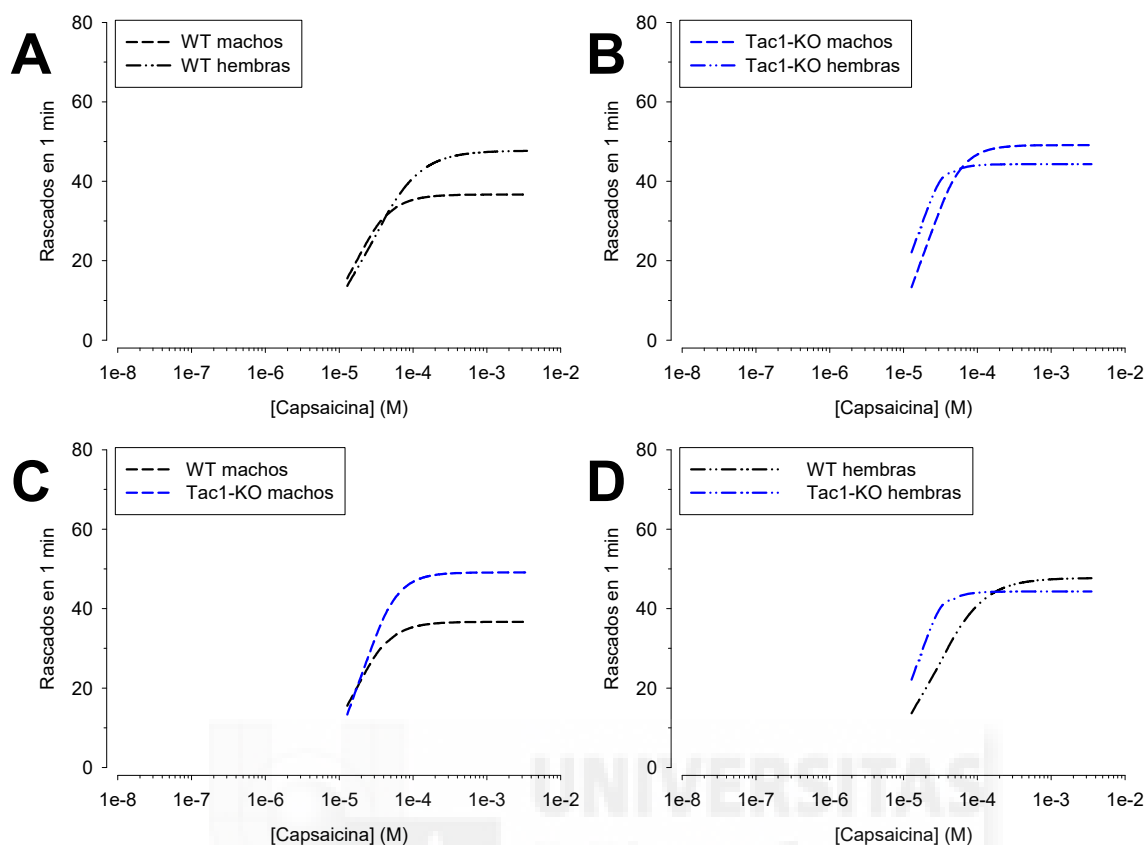 A
WT machos
WT hembras
Rascados en 1 min
80
60
40
20
0
1e-8 1e-7 1e-6 1e-5 1e-4 1e-3 1e-2
[Capsaicina] (M)
B
Tac1-KO machos
Tac1-KO hembras
Rascados en 1 min
80
60
40
20
0
1e-8 1e-7 1e-6 1e-5 1e-4 1e-3 1e-2
[Capsaicina] (M)
C
WT machos
Tac1-KO machos
Rascados en 1 min
80
60
40
20
0
1e-8 1e-7 1e-6 1e-5 1e-4 1e-3 1e-2
[Capsaicina] (M)
D
WT hembras
Tac1-KO hembras
Rascados en 1 min
80
60
40
20
0
1e-8 1e-7 1e-6 1e-5 1e-4 1e-3 1e-2
[Capsaicina] (M)
UNIVERSITAS